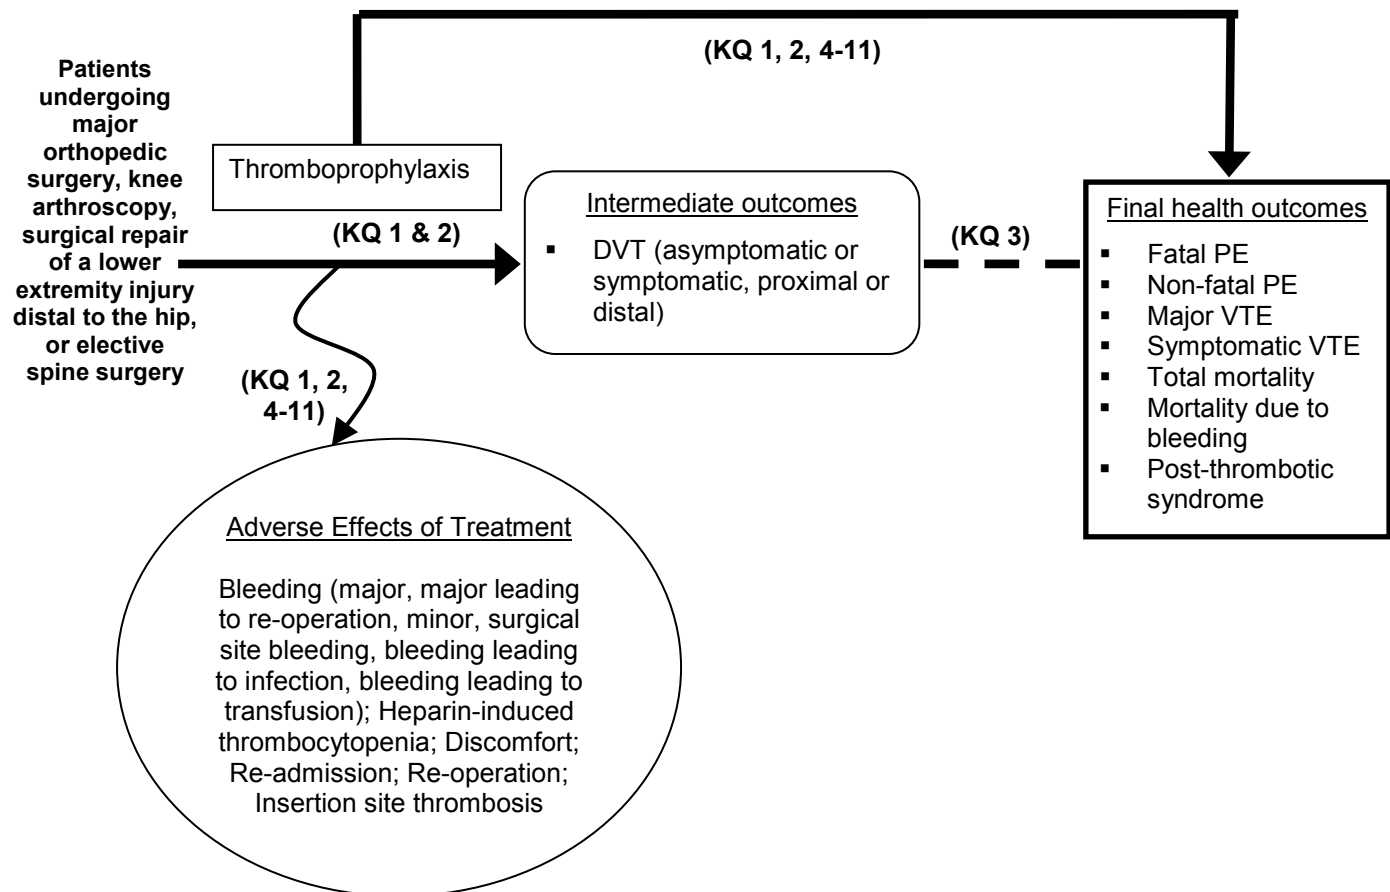 Patients
undergoing
major
orthopedic
surgery, knee
arthroscopy,
surgical repair
of a lower
extremity injury
distal to the hip,
or elective
spine surgery
(KQ 1, 2, 4-11)
Thromboprophylaxis
(KQ 1 & 2)
Intermediate outcomes
▪ DVT (asymptomatic or
symptomatic, proximal or
distal)
(KQ 3)
Final health outcomes
▪ Fatal PE
▪ Non-fatal PE
▪ Major VTE
▪ Symptomatic VTE
▪ Total mortality
▪ Mortality due to
bleeding
▪ Post-thrombotic
syndrome
(KQ 1, 2,
4-11)
Adverse Effects of Treatment
Bleeding (major, major leading
to re-operation, minor, surgical
site bleeding, bleeding leading
to infection, bleeding leading to
transfusion); Heparin-induced
thrombocytopenia; Discomfort;
Re-admission; Re-operation;
Insertion site thrombosis